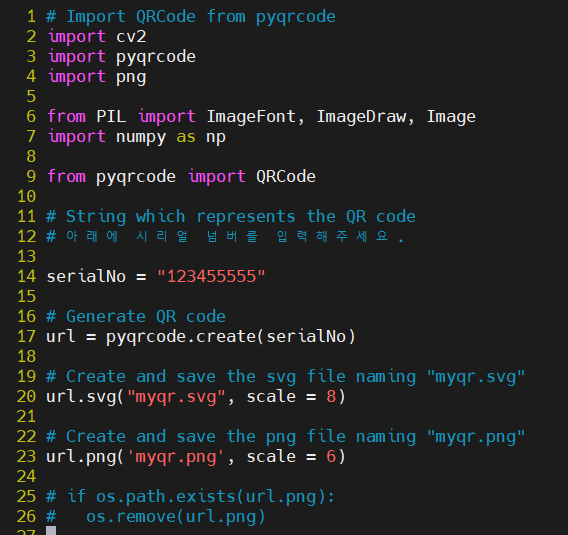 1 # Import QRCode from pyqrcode
2 import cv2
3 import pyqrcode
4 import png
5
6 from PIL import ImageFont, ImageDraw, Image
7 import numpy as np
8
9 from pyqrcode import QRCode
10
11 # String which represents the QR code
12 # 아래에 시리얼 넘버를 입력해주세요.
13
14 serialNo = "123455555"
15
16 # Generate QR code
17 url = pyqrcode.create(serialNo)
18
19 # Create and save the svg file naming "myqr.svg"
20 url.svg("myqr.svg", scale = 8)
21
22 # Create and save the png file naming "myqr.png"
23 url.png('myqr.png', scale = 6)
24
25 # if os.path.exists(url.png):
26 #   os.remove(url.png)
27